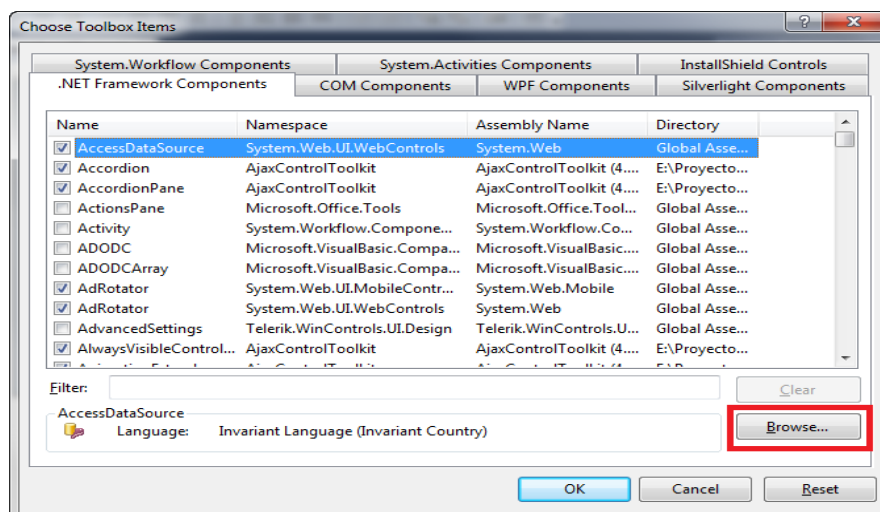 Choose Toolbox Items
System.Workflow Components System.Activities Components InstallShield Controls
.NET Framework Components COM Components WPF Components Silverlight Components
Name Namespace Assembly Name Directory
AccessDataSource System.Web.UI.WebControls System.Web Global Asse...
Accordion AjaxControlToolkit AjaxControlToolkit (4.... E:\Proyecto...
AccordionPane AjaxControlToolkit AjaxControlToolkit (4.... E:\Proyecto...
ActionsPane Microsoft.Office.Tools Microsoft.Office.Tool... Global Asse...
Activity System.Workflow.Compone... System.Workflow.Co... Global Asse...
ADODC Microsoft.VisualBasic.Compa... Microsoft.VisualBasic.... Global Asse...
ADODCArray Microsoft.VisualBasic.Compa... Microsoft.VisualBasic.... Global Asse...
AdRotator System.Web.UI.MobileContr... System.Web.Mobile Global Asse...
AdRotator System.Web.UI.WebControls System.Web Global Asse...
AdvancedSettings Telerik.WinControls.UI.Design Telerik.WinControls.U... Global Asse...
AlwaysVisibleControl... AjaxControlToolkit AjaxControlToolkit (4.... E:\Proyecto...
Filter: Clear
AccessDataSource
Language: Invariant Language (Invariant Country) Browse...
OK Cancel Reset